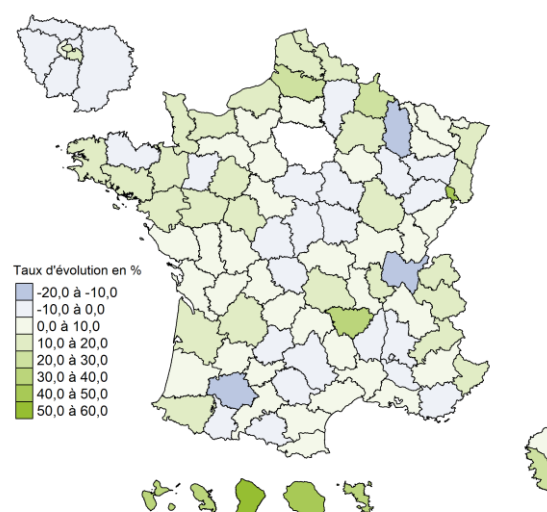 Taux d'évolution en %
-20,0 à -10,0
-10,0 à 0,0
0,0 à 10,0
10,0 à 20,0
20,0 à 30,0
30,0 à 40,0
40,0 à 50,0
50,0 à 60,0